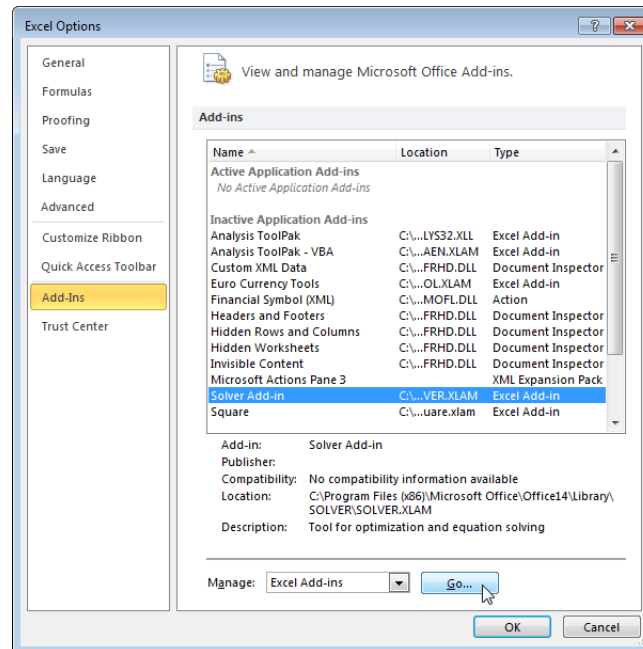 Excel Options
General
Formulas
Proofing
Save
Language
Advanced
Customize Ribbon
Quick Access Toolbar
Add-Ins
Trust Center
View and manage Microsoft Office Add-ins.
Add-ins
Name Location Type
Active Application Add-ins
No Active Application Add-ins
Inactive Application Add-ins
Analysis ToolPak C:\...LYS32.XLL Excel Add-in
Analysis ToolPak - VBA C:\...AEN.XLAM Excel Add-in
Custom XML Data C:\...FRHD.DLL Document Inspector
Euro Currency Tools C:\...OL.XLAM Excel Add-in
Financial Symbol (XML) C:\...MOFL.DLL Action
Headers and Footers C:\...FRHD.DLL Document Inspector
Hidden Rows and Columns C:\...FRHD.DLL Document Inspector
Hidden Worksheets C:\...FRHD.DLL Document Inspector
Invisible Content C:\...FRHD.DLL Document Inspector
Microsoft Actions Pane 3 XML Expansion Pack
Solver Add-in C:\...VER.XLAM Excel Add-in
Square C:\...uare.xlam Excel Add-in
Add-in: Solver Add-in
Publisher:
Compatibility: No compatibility information available
Location: C:\Program Files (x86)\Microsoft Office\Office14\Library\
SOLVER\SOLVER.XLAM
Description: Tool for optimization and equation solving
Manage: Excel Add-ins Go...
OK Cancel